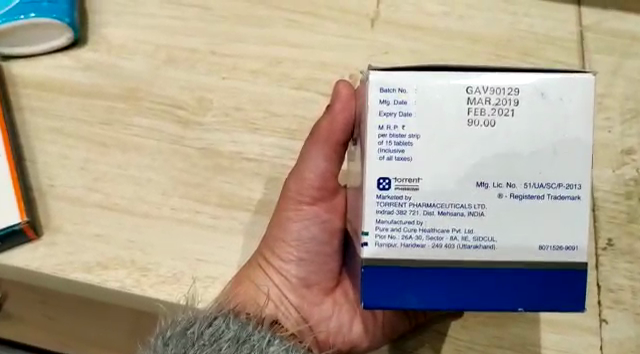 Batch No. GAV90129
Mfg. Date MAR.2019
Expiry Date FEB.2021
M.R.P. ₹ 90.00
per blister strip
of 15 tablets
(Inclusive
of all taxes)
torrent
Mfg. Lic. No. : 51/UA/SC/P-2013
® - Registered Trademark
Marketed by
TORRENT PHARMACEUTICALS LTD.
Indrad-382 721, Dist. Mehsana, INDIA.
Manufactured by :
Pure and Cure Healthcare Pvt. Ltd.
Plot No. 26A-30, Sector - 8A, IIE, SIDCUL,
Ranipur, Haridwar - 249 403 (Uttarakhand).
8071526-9091